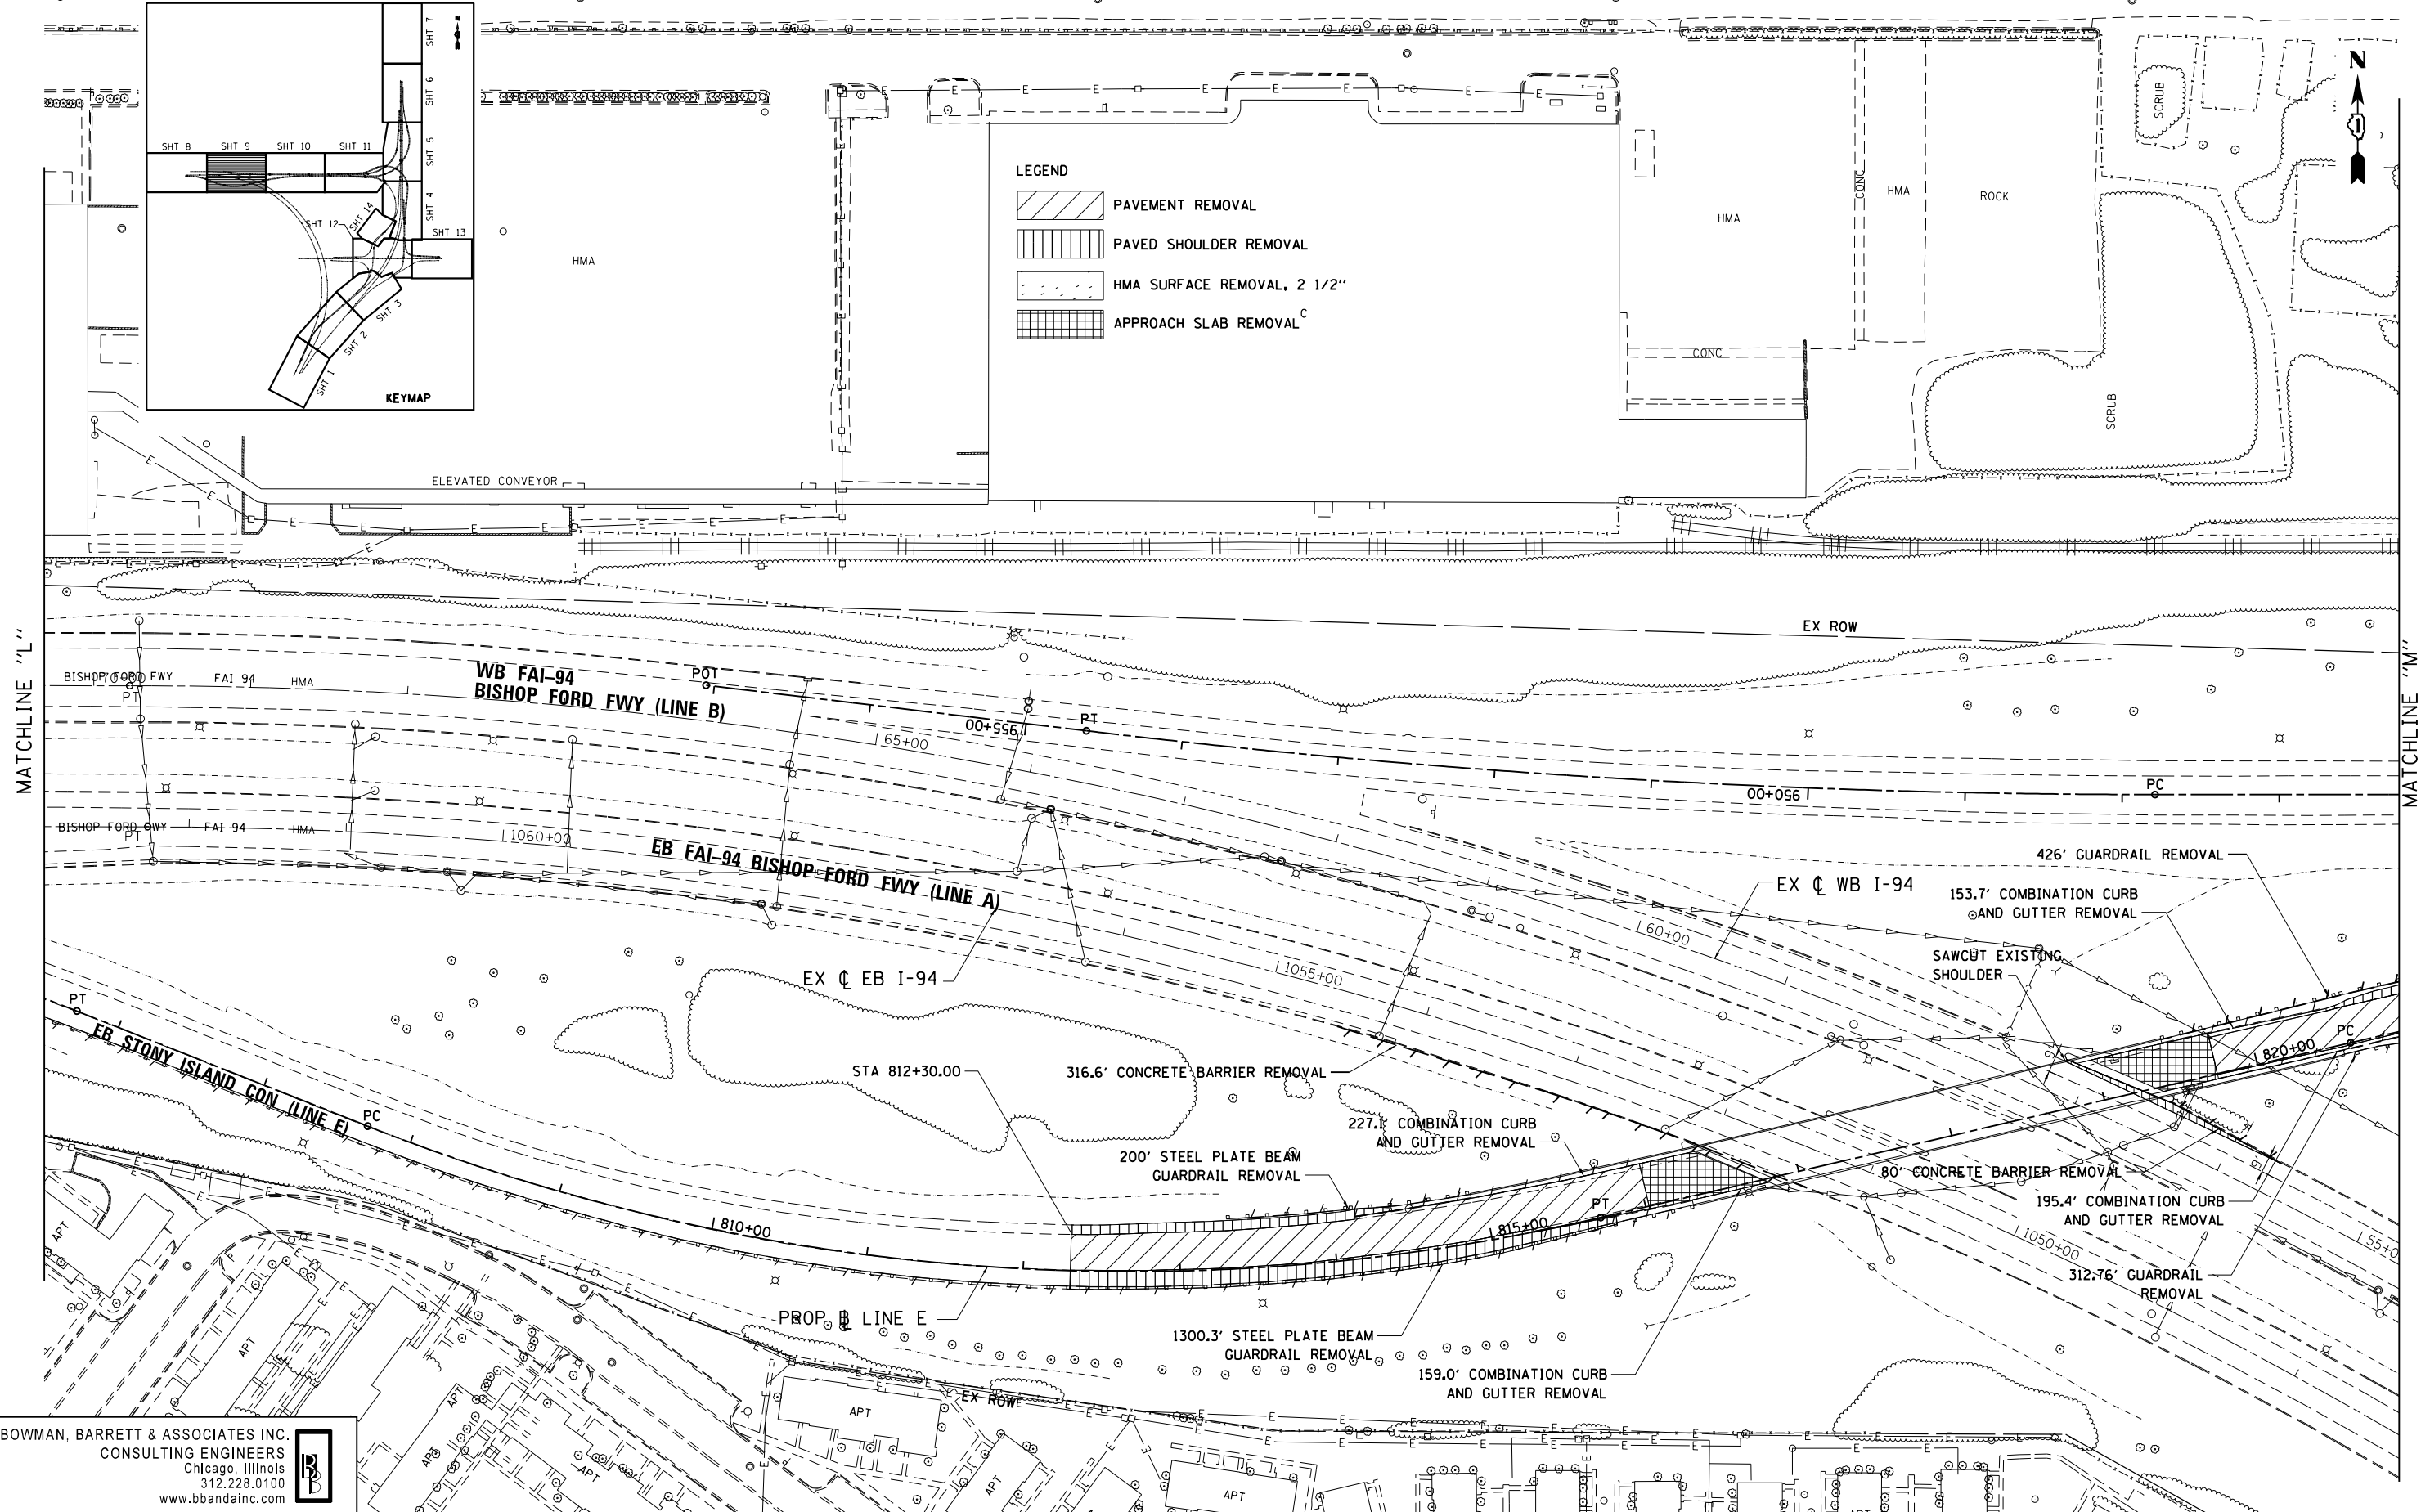 SHT 7
SHT 6
SHT 5
SHT 4
SHT 8
SHT 9
SHT 10
SHT 11
SHT 12
SHT 14
SHT 13
SHT 3
SHT 2
SHT 1
KEYMAP
N
1
LEGEND
PAVEMENT REMOVAL
PAVED SHOULDER REMOVAL
HMA SURFACE REMOVAL, 2 1/2"
APPROACH SLAB REMOVAL C
HMA
HMA
CONC
HMA
ROCK
CONC
SCRUB
SCRUB
ELEVATED CONVEYOR
E E E E E E E E
E E E E E E E E E
EX ROW
MATCHLINE "L"
MATCHLINE "M"
BISHOP FORD FWY
FAI 94
HMA
PT
WB FAI-94
BISHOP FORD FWY (LINE B)
POT
65+00
955+00
PT
950+00
PC
BISHOP FORD FWY
FAI 94
HMA
PT
1060+00
EB FAI-94 BISHOP FORD FWY (LINE A)
EX CL EB I-94
1055+00
60+00
EX CL WB I-94
426' GUARDRAIL REMOVAL
153.7' COMBINATION CURB
AND GUTTER REMOVAL
SAWCUT EXISTING
SHOULDER
PC
820+00
PT
EB STONY ISLAND CON (LINE E)
PC
STA 812+30.00
316.6' CONCRETE BARRIER REMOVAL
227.1' COMBINATION CURB
AND GUTTER REMOVAL
200' STEEL PLATE BEAM
GUARDRAIL REMOVAL
80' CONCRETE BARRIER REMOVAL
195.4' COMBINATION CURB
AND GUTTER REMOVAL
810+00
815+00
PT
1050+00
55+0
312.76' GUARDRAIL
REMOVAL
PROP BL LINE E
1300.3' STEEL PLATE BEAM
GUARDRAIL REMOVAL
159.0' COMBINATION CURB
AND GUTTER REMOVAL
EX ROW
APT
APT
APT
APT
APT
APT
APT
APT
APT
BOWMAN, BARRETT & ASSOCIATES INC.
CONSULTING ENGINEERS
Chicago, Illinois
312.228.0100
www.bbandainc.com